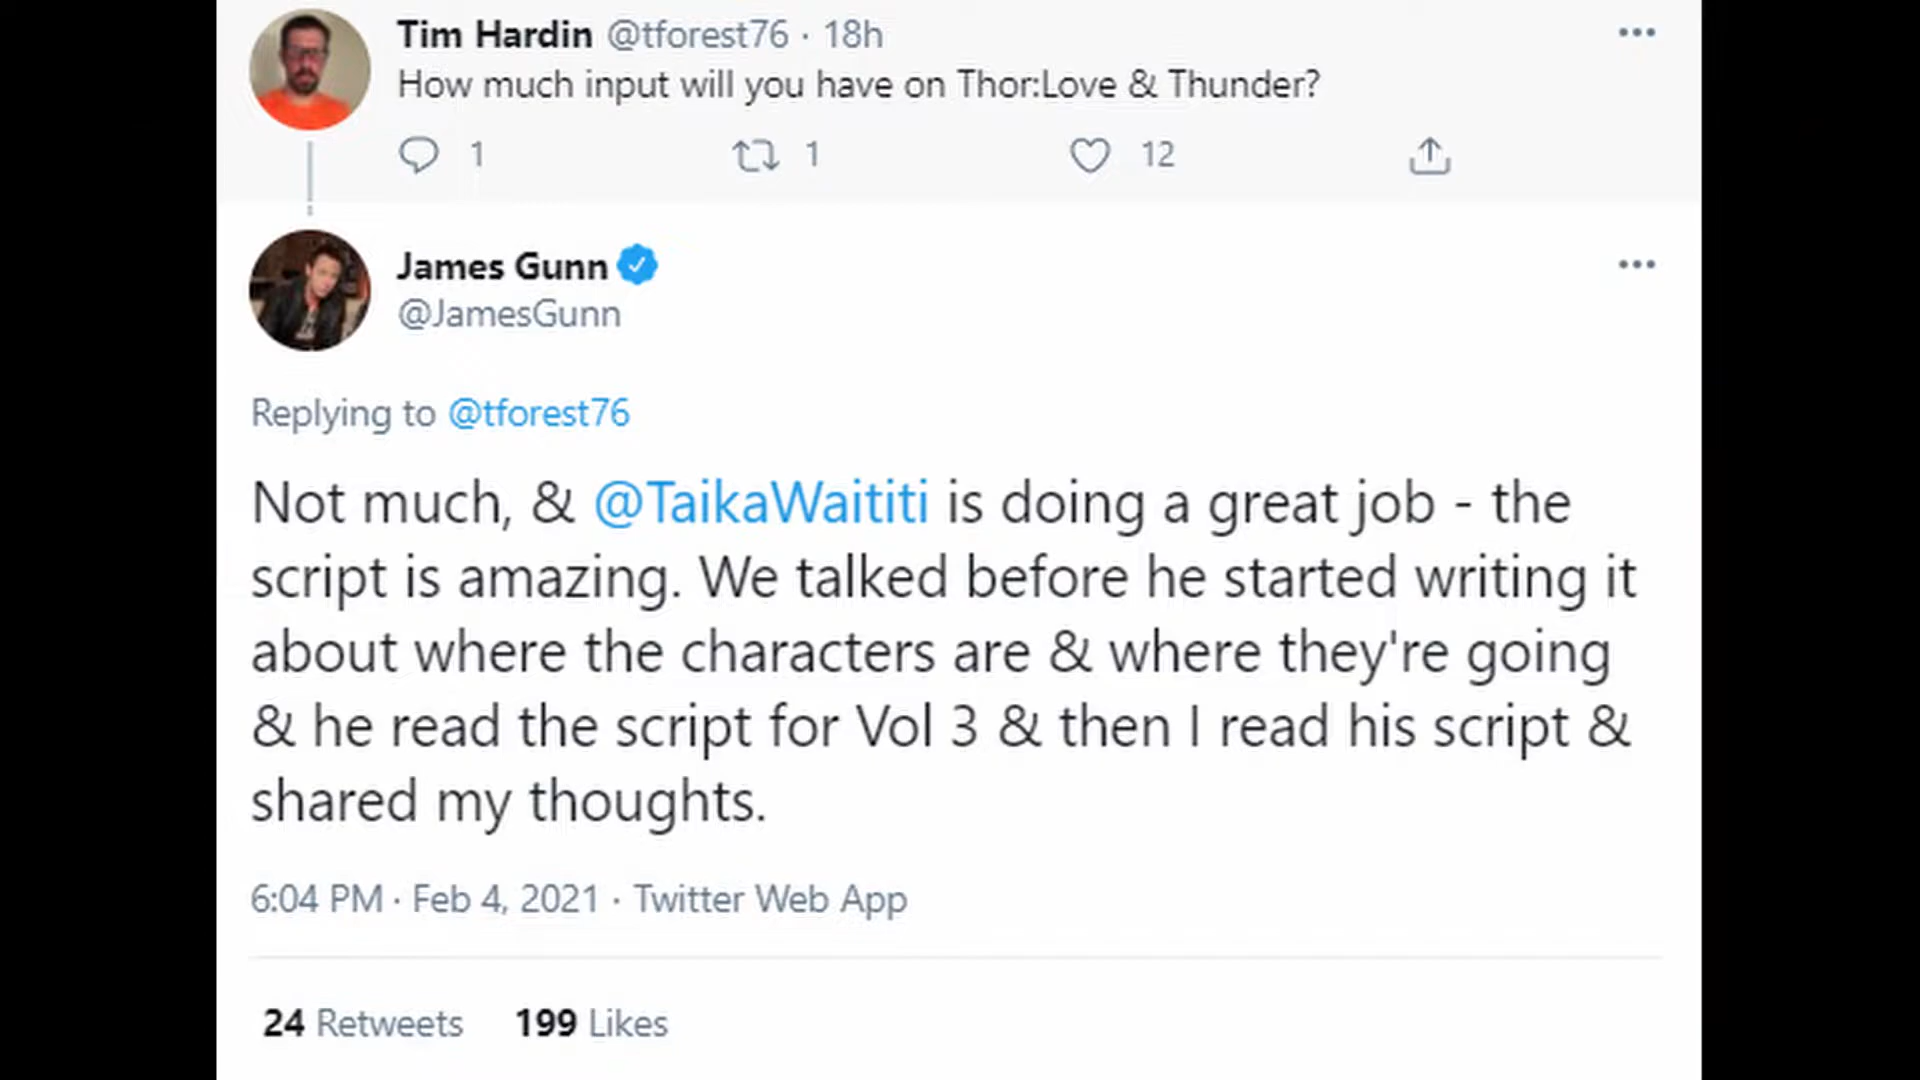 Tim Hardin @tforest76 · 18h
How much input will you have on Thor:Love & Thunder?
1 1 12
James Gunn
@JamesGunn
Replying to @tforest76
Not much, & @TaikaWaititi is doing a great job - the
script is amazing. We talked before he started writing it
about where the characters are & where they're going
& he read the script for Vol 3 & then I read his script &
shared my thoughts.
6:04 PM · Feb 4, 2021 · Twitter Web App
24 Retweets 199 Likes